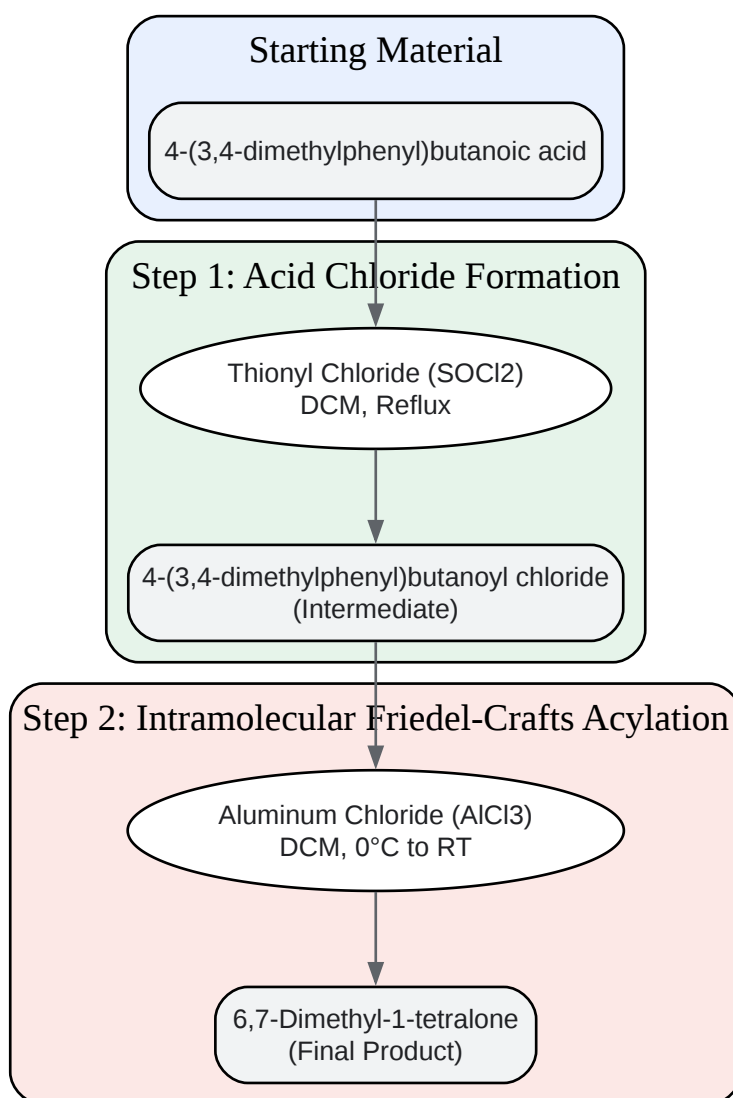 Starting Material
4-(3,4-dimethylphenyl)butanoic acid
Step 1: Acid Chloride Formation
Thionyl Chloride (SOCl2)
DCM, Reflux
4-(3,4-dimethylphenyl)butanoyl chloride
(Intermediate)
Step 2: Intramolecular Friedel-Crafts Acylation
Aluminum Chloride (AlCl3)
DCM, 0°C to RT
6,7-Dimethyl-1-tetralone
(Final Product)